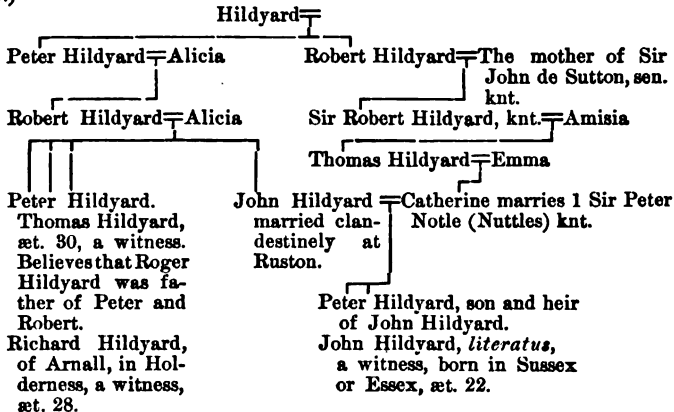 Hildyard
Peter Hildyard Alicia Robert Hildyard The mother of Sir
John de Sutton, sen.
knt.
Robert Hildyard Alicia Sir Robert Hildyard, knt. Amisia
Thomas Hildyard Emma
Peter Hildyard.
Thomas Hildyard,
æt. 30, a witness.
Believes that Roger
Hildyard was fa-
ther of Peter and
Robert.
Richard Hildyard,
of Arnall, in Hol-
derness, a witness,
æt. 28.
John Hildyard
married clan-
destinely at
Ruston.
Catherine marries 1 Sir Peter
Notle (Nuttles) knt.
Peter Hildyard, son and heir
of John Hildyard.
John Hildyard, literatus,
a witness, born in Sussex
or Essex, æt. 22.